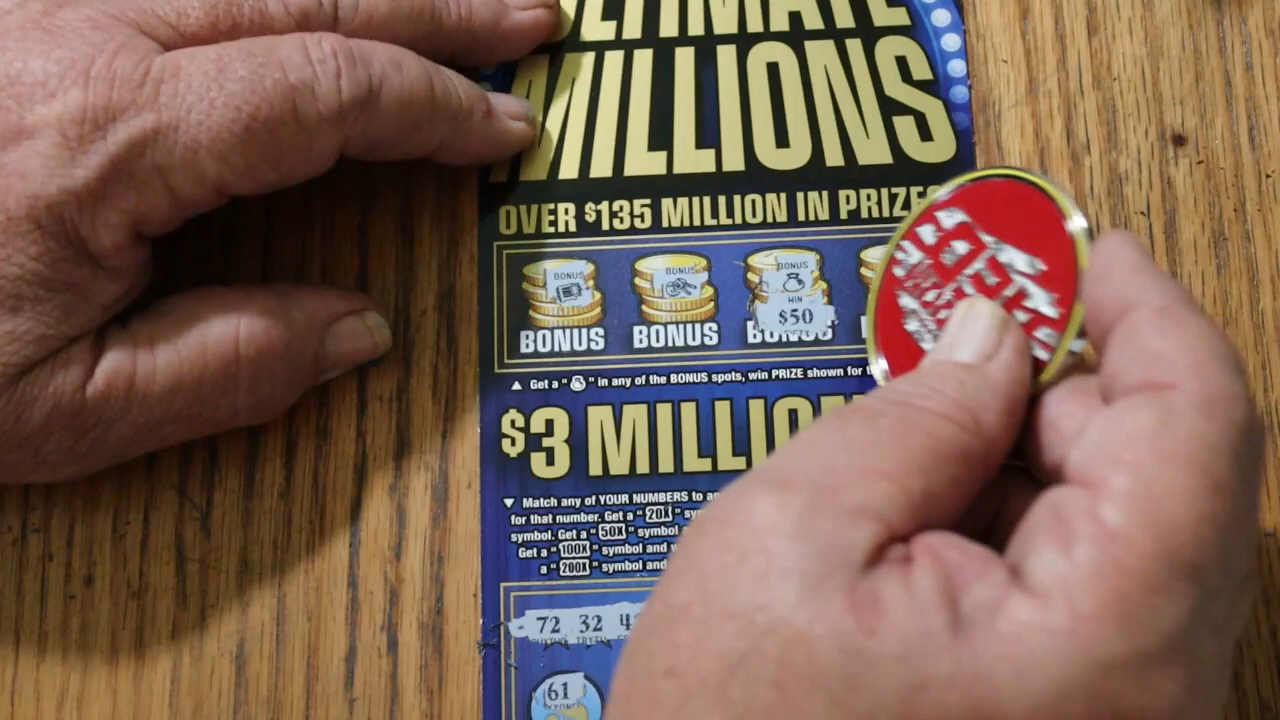 ULTIMATE
MILLIONS
OVER $135 MILLION IN PRIZES
BONUS BONUS BONUS
WIN
$50
BONUS BONUS BONUS
▲ Get a " " in any of the BONUS spots, win PRIZE shown for
$3 MILLION
▼ Match any of YOUR NUMBERS to
for that number. Get a "20X"
symbol. Get a "50X" symbol
Get a "100X" symbol and
a "200X" symbol and
72 32
61